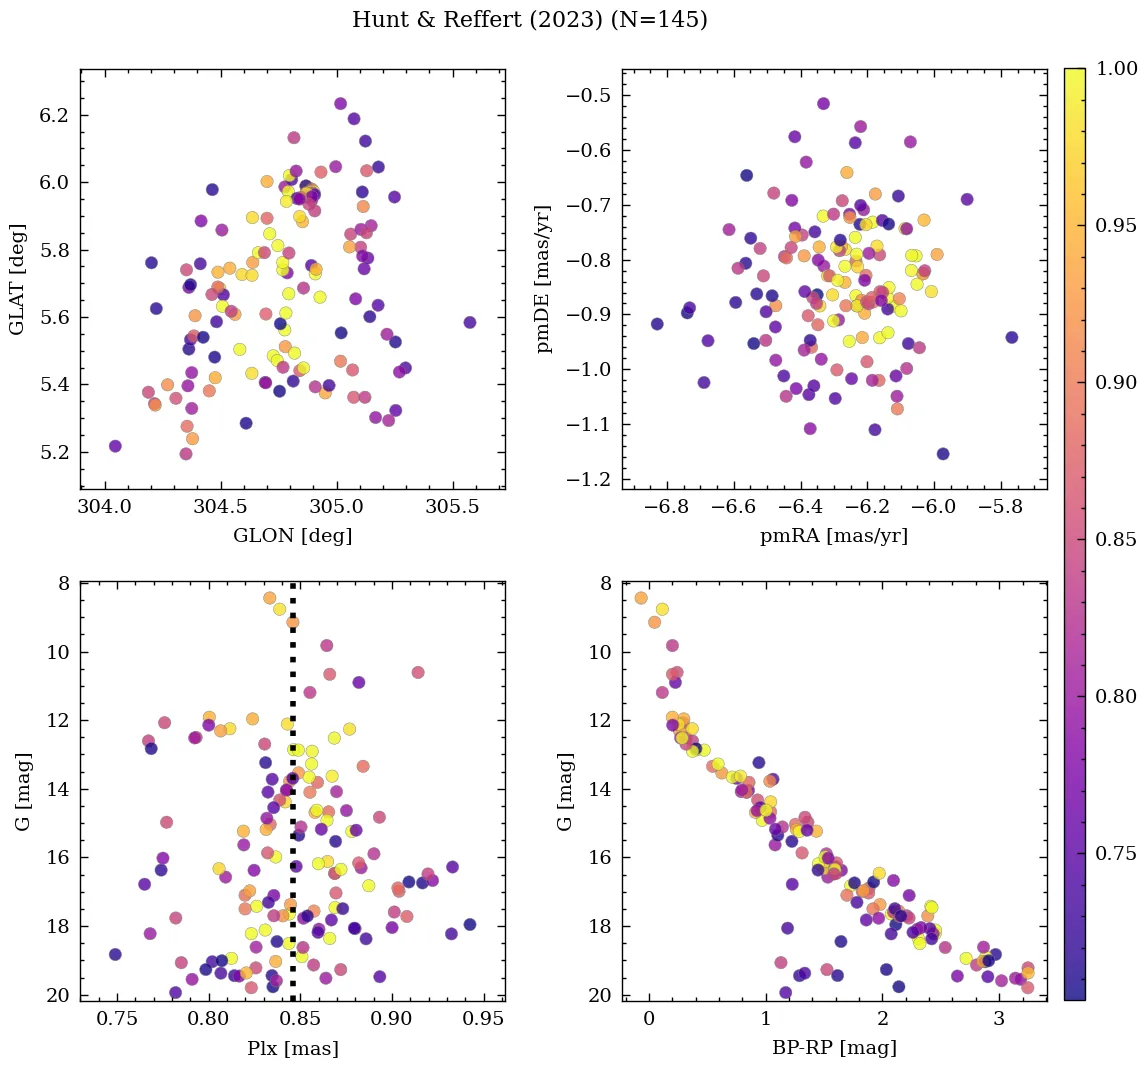 Hunt & Reffert (2023) (N=145)
6.2
6.0
5.8
5.6
5.4
5.2
GLAT [deg]
304.0 304.5 305.0 305.5
GLON [deg]
−0.5
−0.6
−0.7
−0.8
−0.9
−1.0
−1.1
−1.2
pmDE [mas/yr]
−6.8 −6.6 −6.4 −6.2 −6.0 −5.8
pmRA [mas/yr]
8
10
12
14
16
18
20
G [mag]
0.75 0.80 0.85 0.90 0.95
Plx [mas]
8
10
12
14
16
18
20
G [mag]
0 1 2 3
BP-RP [mag]
1.00
0.95
0.90
0.85
0.80
0.75